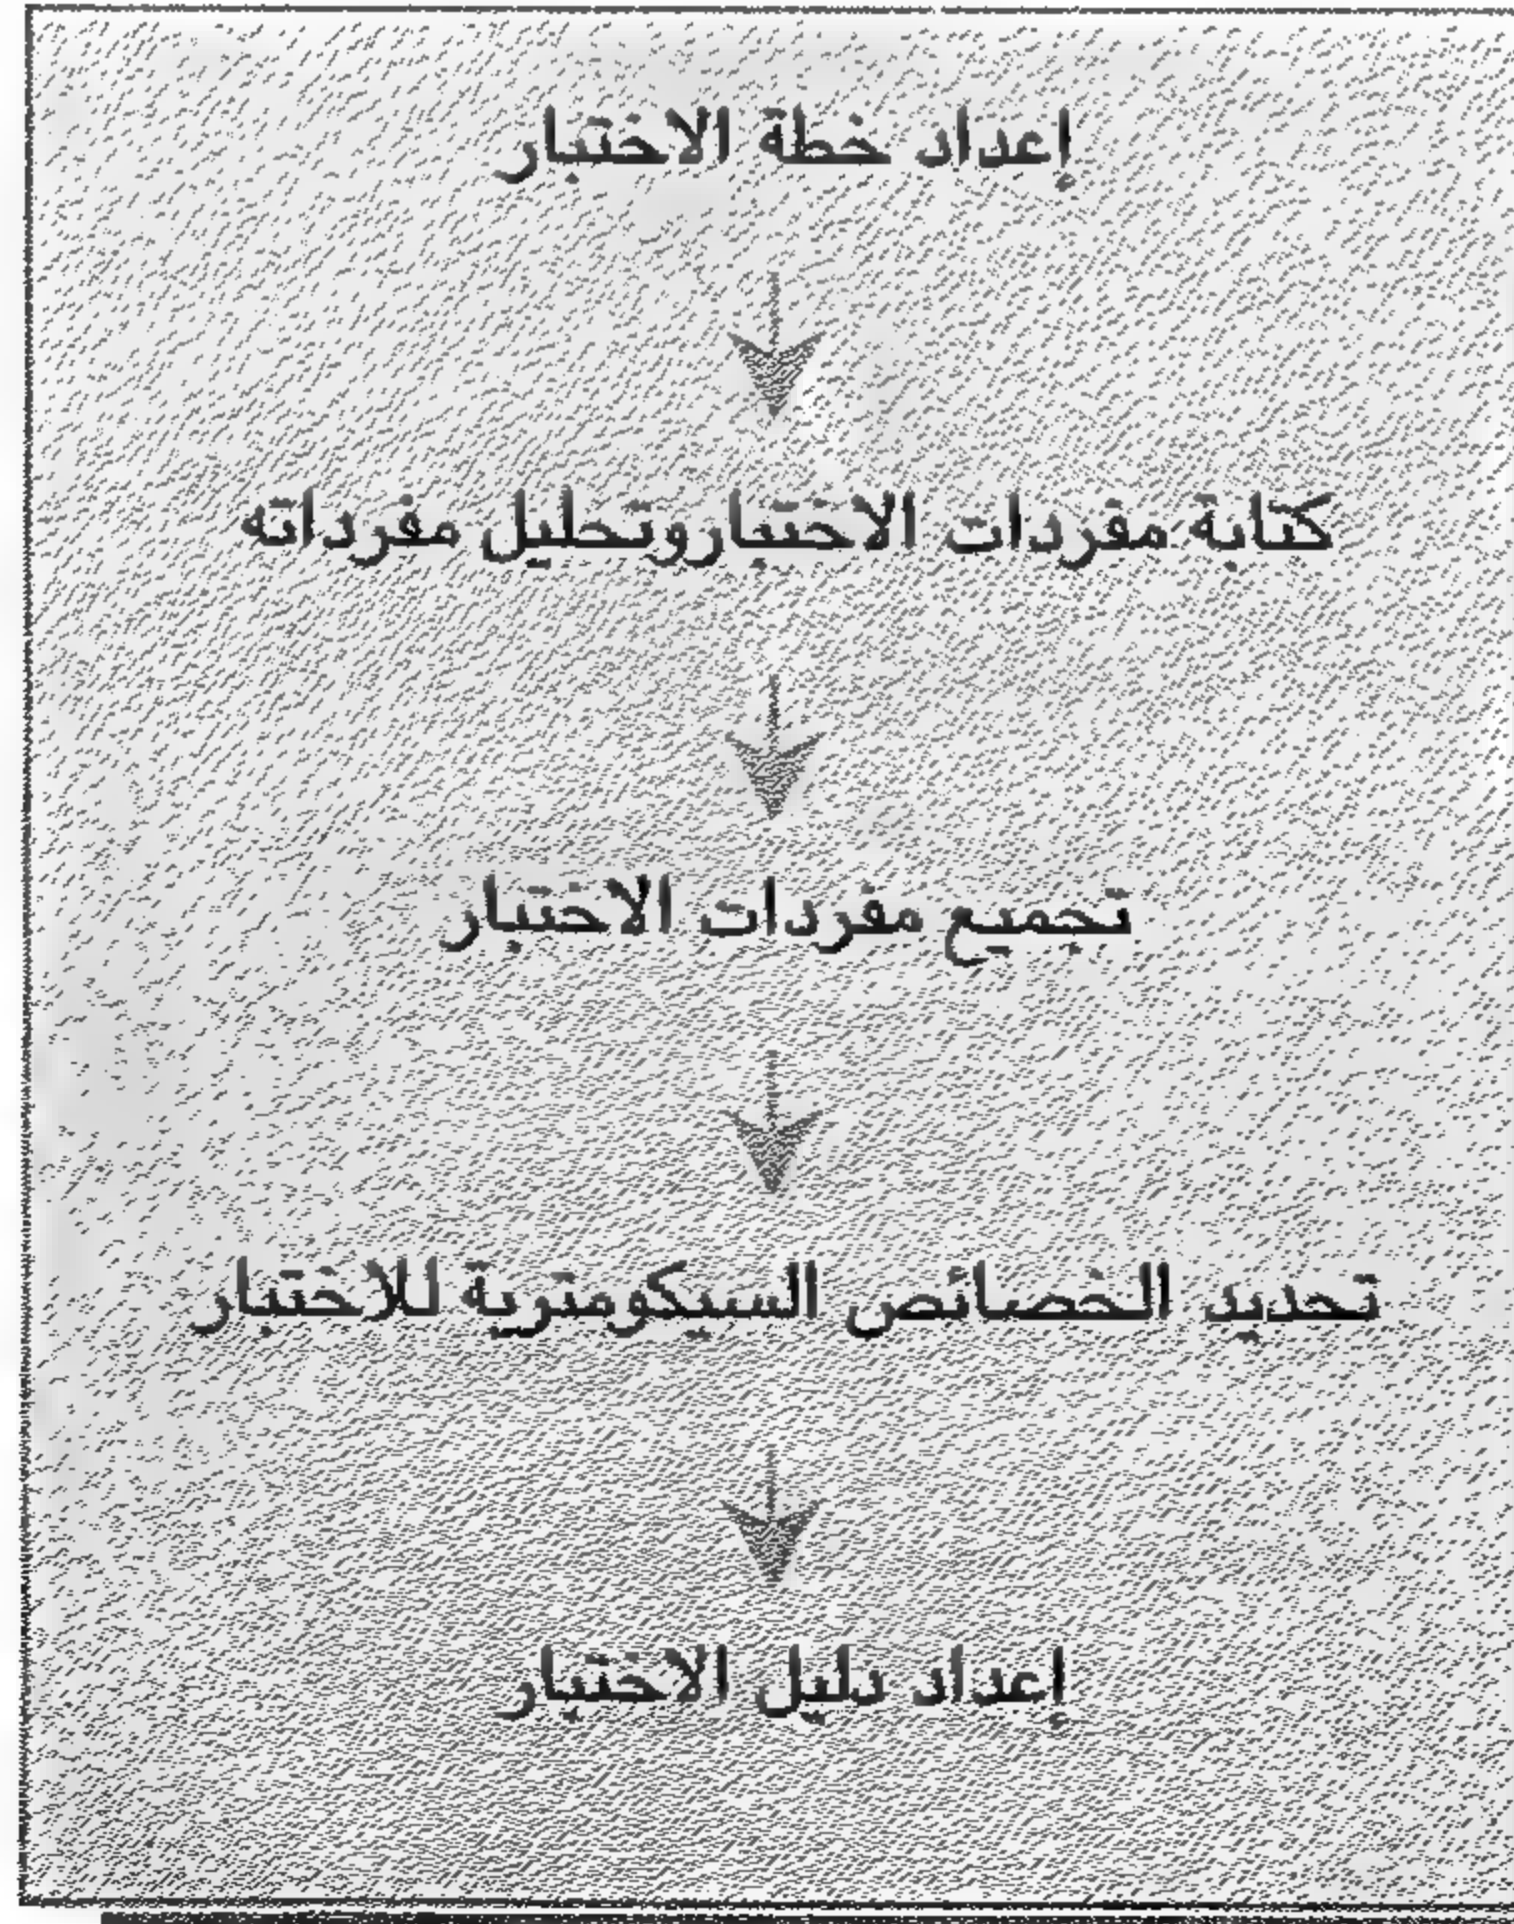 إعداد خطة الاختبار
كتابة مفردات الاختبار وتحليل مفرداته
تجميع مفردات الاختبار
تحديد الخصائص السيكومترية للاختبار
إعداد دليل الاختبار